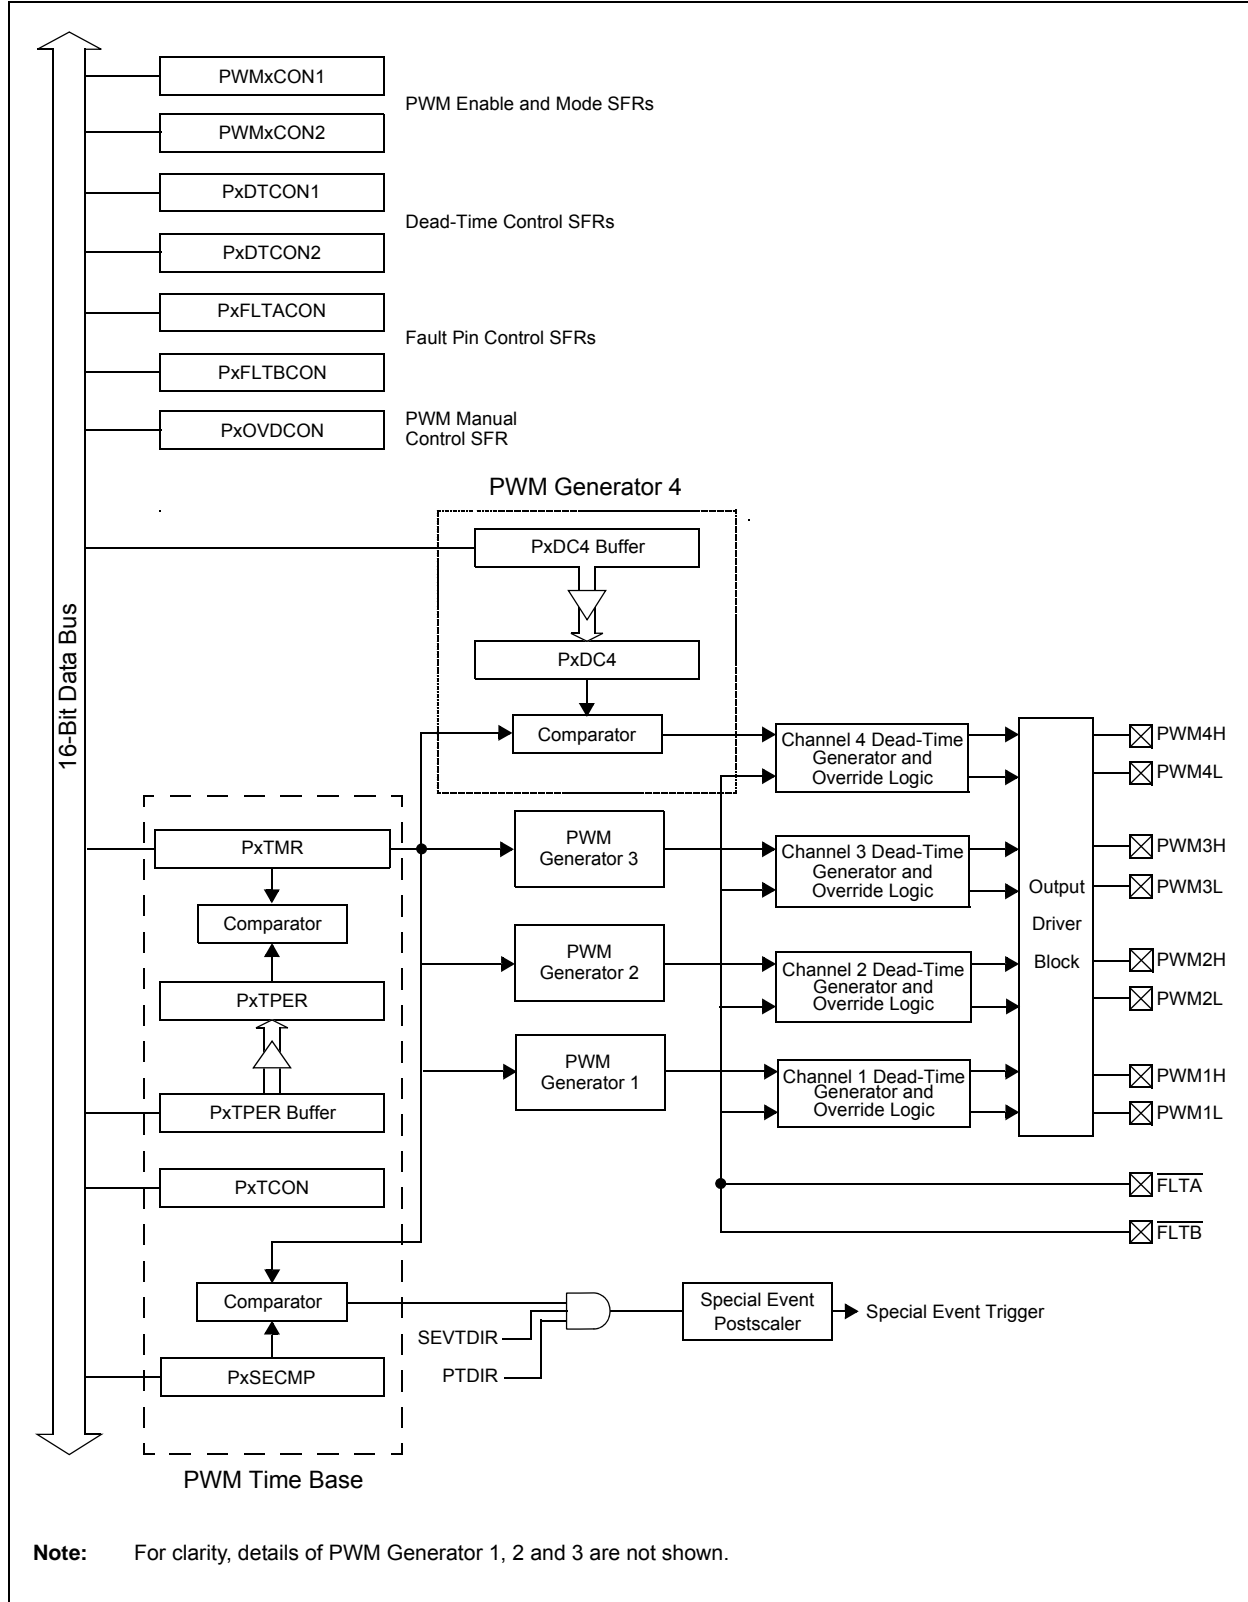 PWMxCON1
PWM Enable and Mode SFRs
PWMxCON2
PxDTCON1
Dead-Time Control SFRs
PxDTCON2
PxFLTACON
Fault Pin Control SFRs
PxFLTBCON
PxOVDCON
PWM Manual
Control SFR
16-Bit Data Bus
PWM Generator 4
PxDC4 Buffer
PxDC4
Comparator
Channel 4 Dead-Time
Generator and
Override Logic
PWM4H
PWM4L
PxTMR
PWM
Generator 3
Channel 3 Dead-Time
Generator and
Override Logic
PWM3H
PWM3L
Comparator
Output
Driver
Block
PWM
Generator 2
Channel 2 Dead-Time
Generator and
Override Logic
PWM2H
PWM2L
PxTPER
PWM
Generator 1
Channel 1 Dead-Time
Generator and
Override Logic
PWM1H
PWM1L
PxTPER Buffer
PxTCON
FLTA
FLTB
Comparator
SEVTDIR
PTDIR
Special Event
Postscaler
Special Event Trigger
PxSECMP
PWM Time Base
Note: For clarity, details of PWM Generator 1, 2 and 3 are not shown.